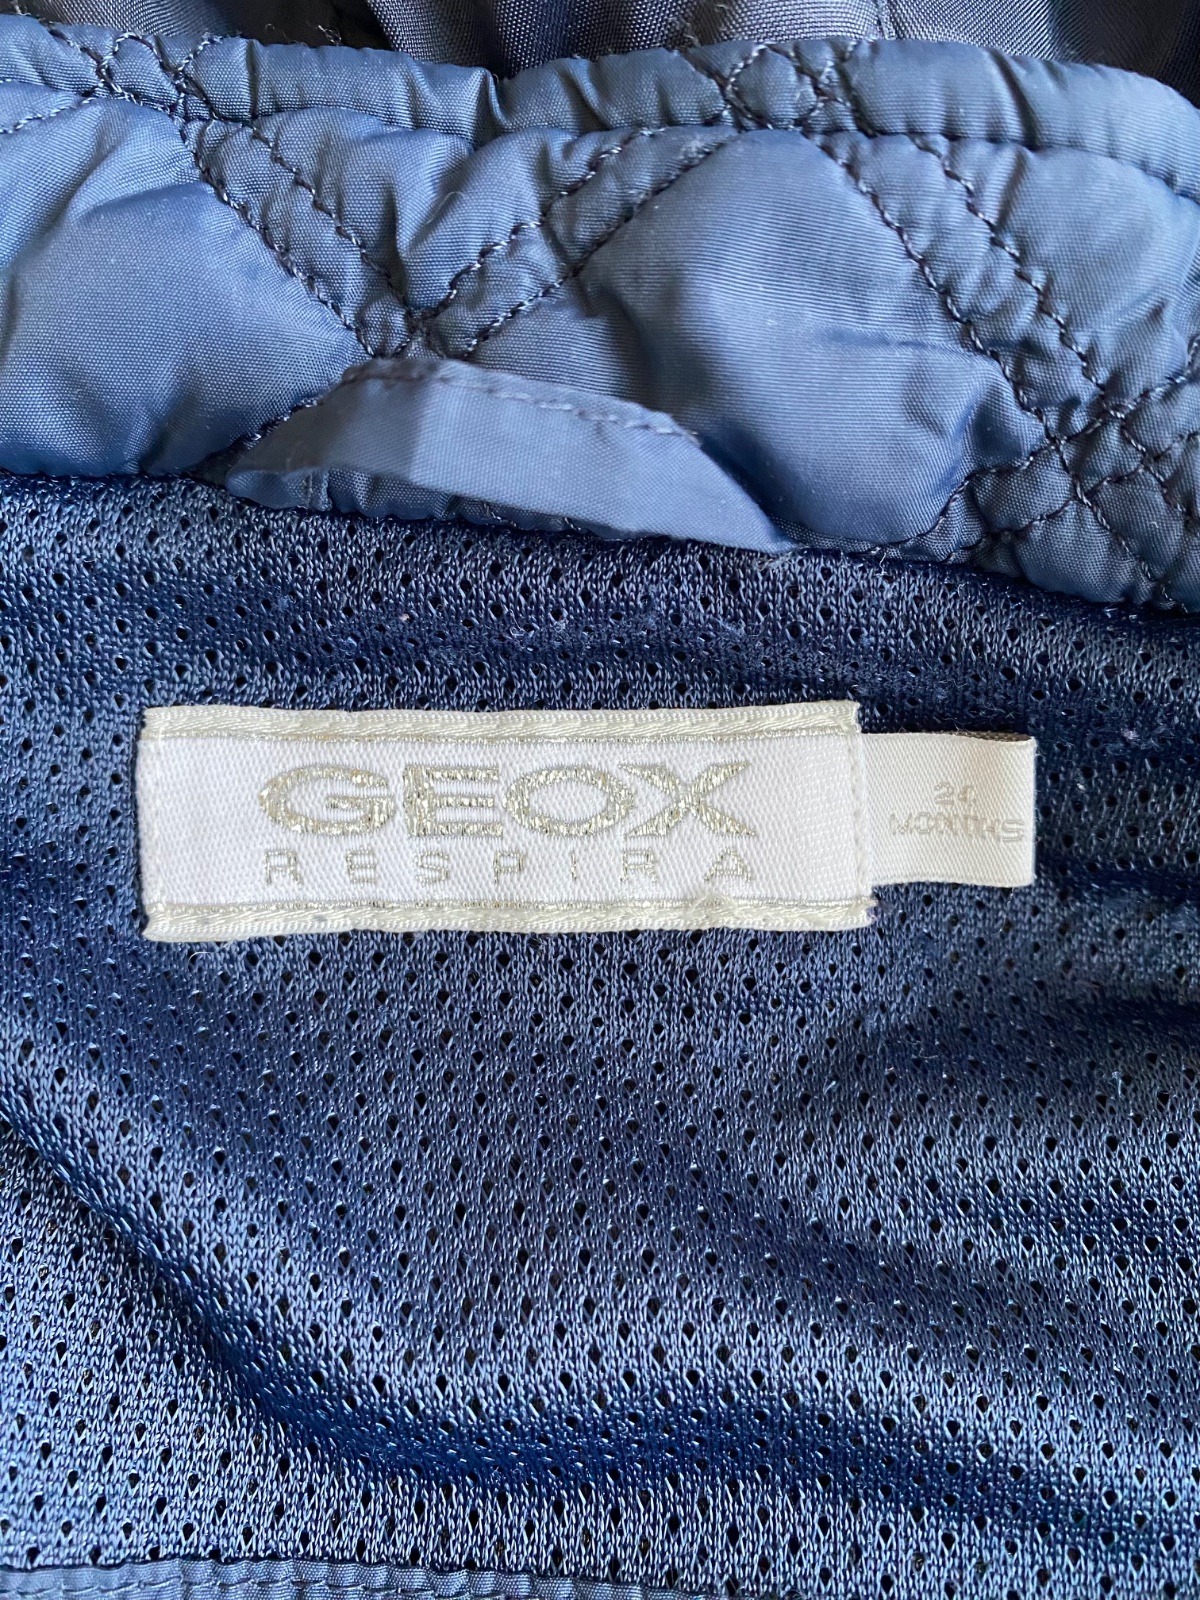 GEOX
RESPIRA
24
MONTHS